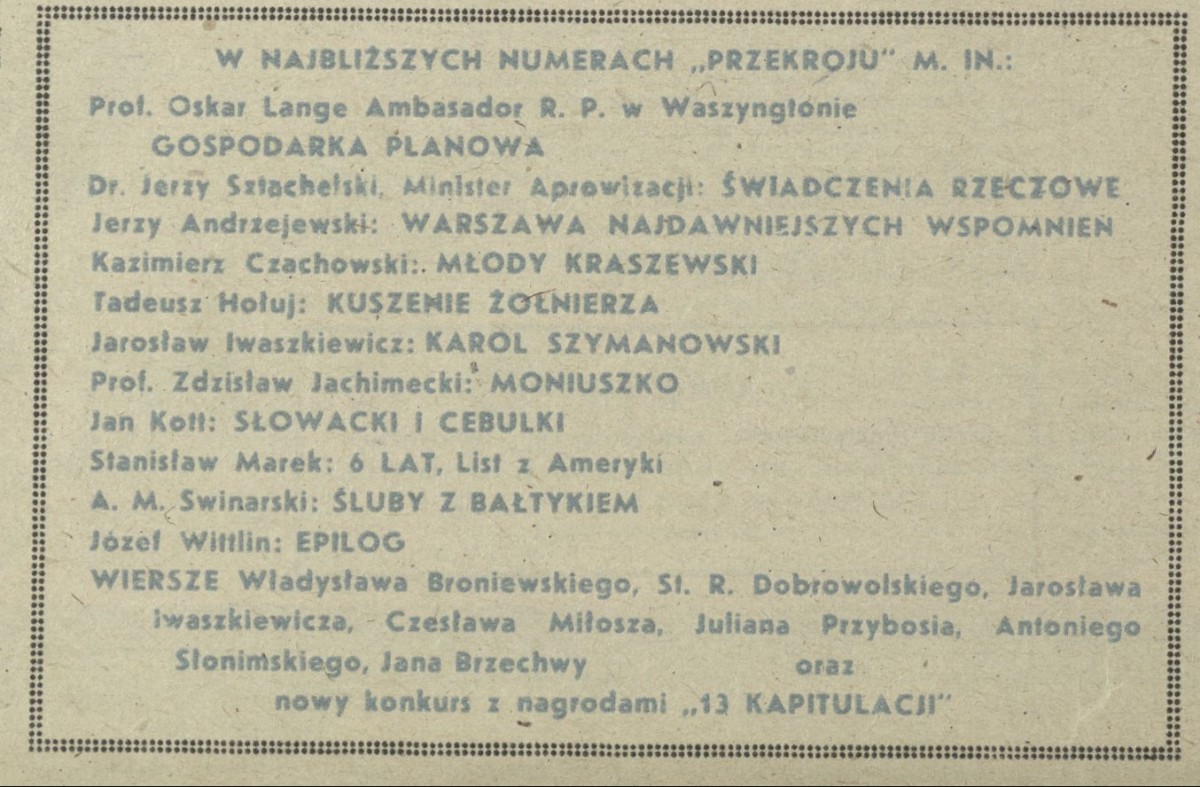 W NAJBLIŻSZYCH NUMERACH „PRZEKROJU" M. IN.:
Prof. Oskar Lange Ambasador R. P. w Waszyngtonie
GOSPODARKA PLANOWA
Dr. Jerzy Sztachelski, Minister Aprowizacji: ŚWIADCZENIA RZECZOWE
Jerzy Andrzejewski: WARSZAWA NAJDAWNIEJSZYCH WSPOMNIEŃ
Kazimierz Czachowski: MŁODY KRASZEWSKI
Tadeusz Hołuj: KUSZENIE ŻOŁNIERZA
Jarosław Iwaszkiewicz: KAROL SZYMANOWSKI
Prof. Zdzisław Jachimecki: MONIUSZKO
Jan Kott: SŁOWACKI I CEBULKI
Stanisław Marek: 6 LAT, List z Ameryki
A. M. Swinarski: ŚLUBY Z BAŁTYKIEM
Józef Wittlin: EPILOG
WIERSZE Władysława Broniewskiego, St. R. Dobrowolskiego, Jarosława
Iwaszkiewicza, Czesława Miłosza, Juliana Przybosia, Antoniego
Słonimskiego, Jana Brzechwy oraz
nowy konkurs z nagrodami „13 KAPITULACJI"